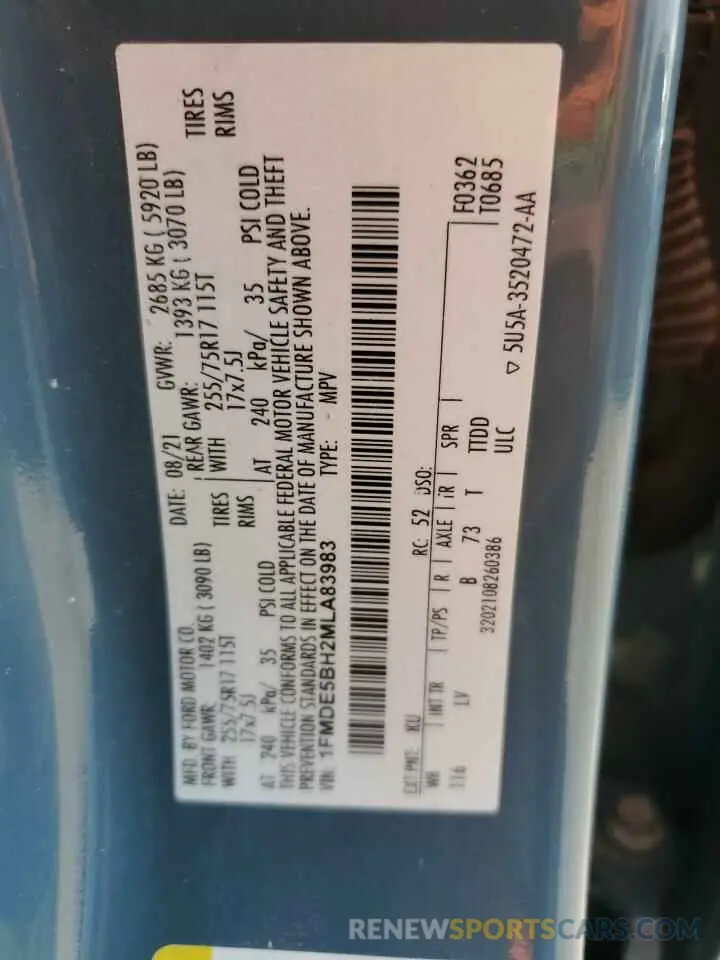 MFD. BY FORD MOTOR CO.
DATE: 08/21 GVWR: 2685 KG ( 5920 LB)
FRONT GAWR: 1402 KG ( 3090 LB) REAR GAWR: 1393 KG ( 3070 LB)
WITH 255/75R17 115T TIRES WITH 255/75R17 115T TIRES
17x7.5J RIMS 17x7.5J RIMS
AT 240 kPa/ 35 PSI COLD AT 240 kPa/ 35 PSI COLD
THIS VEHICLE CONFORMS TO ALL APPLICABLE FEDERAL MOTOR VEHICLE SAFETY AND THEFT
PREVENTION STANDARDS IN EFFECT ON THE DATE OF MANUFACTURE SHOWN ABOVE.
VIN: 1FMDE5BH2MLA83983 TYPE: MPV
EXT PNT: KU RC: 52 DSO:
WB INT TR TP/PS R AXLE TR SPR F0362
116 LV B 73 T TTDD T0685
3202108260386 ULC
5U5A-3520472-AA
RENEWSPORTSCARS.COM